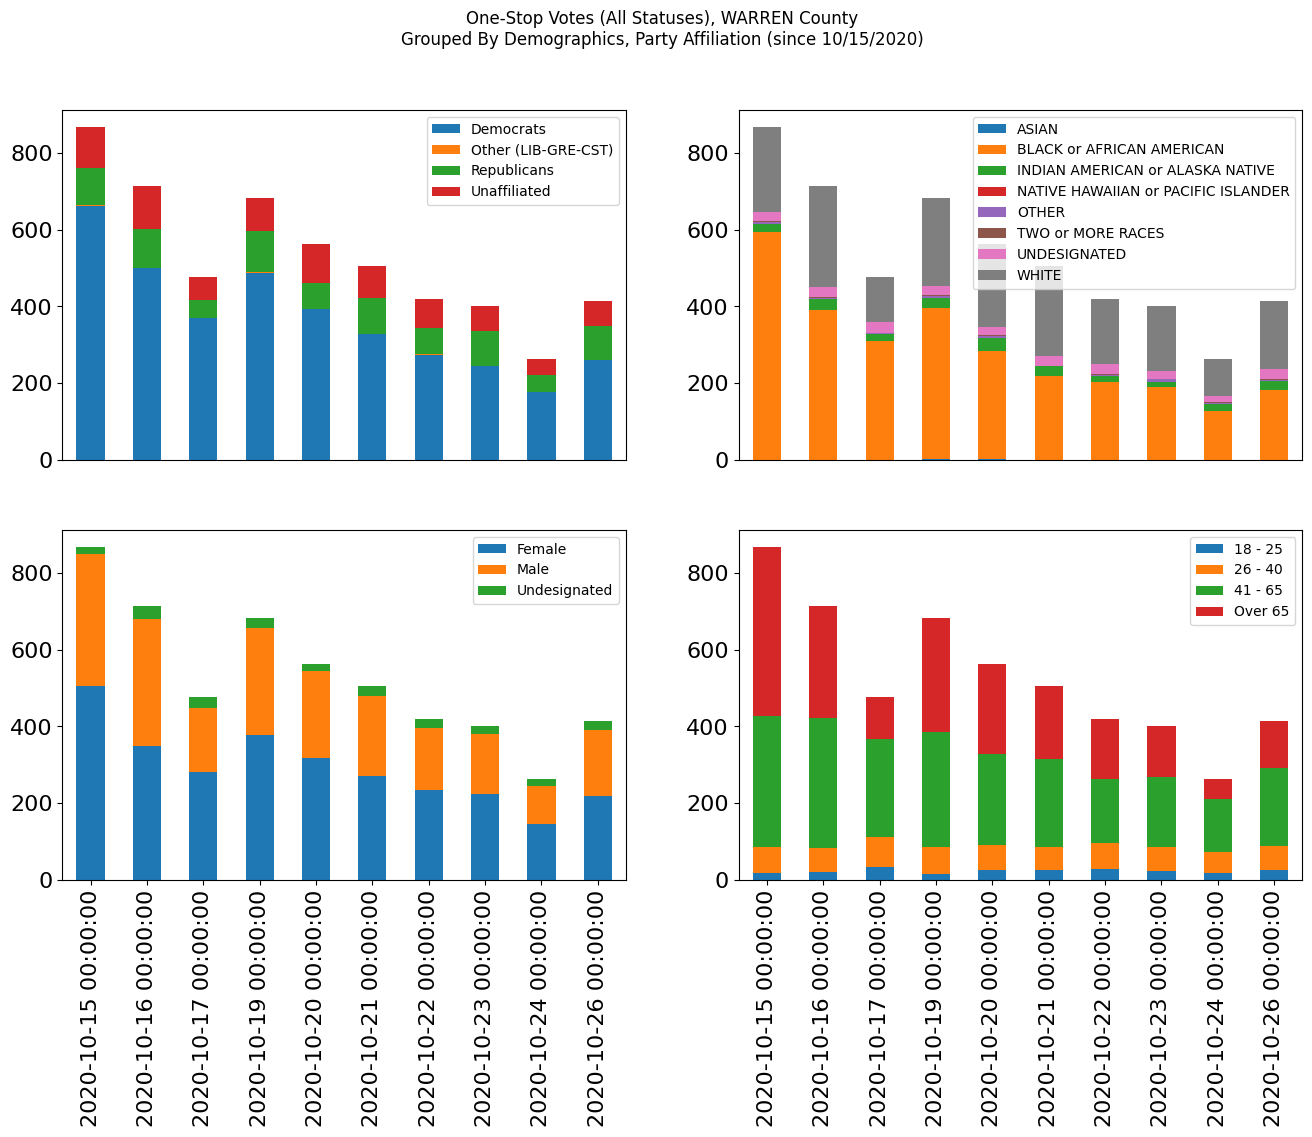 One-Stop Votes (All Statuses), WARREN County
Grouped By Demographics, Party Affiliation (since 10/15/2020)
800
600
400
200
0
Democrats
Other (LIB-GRE-CST)
Republicans
Unaffiliated
800
600
400
200
0
ASIAN
BLACK or AFRICAN AMERICAN
INDIAN AMERICAN or ALASKA NATIVE
NATIVE HAWAIIAN or PACIFIC ISLANDER
OTHER
TWO or MORE RACES
UNDESIGNATED
WHITE
800
600
400
200
0
Female
Male
Undesignated
2020-10-15 00:00:00
2020-10-16 00:00:00
2020-10-17 00:00:00
2020-10-19 00:00:00
2020-10-20 00:00:00
2020-10-21 00:00:00
2020-10-22 00:00:00
2020-10-23 00:00:00
2020-10-24 00:00:00
2020-10-26 00:00:00
800
600
400
200
0
18 - 25
26 - 40
41 - 65
Over 65
2020-10-15 00:00:00
2020-10-16 00:00:00
2020-10-17 00:00:00
2020-10-19 00:00:00
2020-10-20 00:00:00
2020-10-21 00:00:00
2020-10-22 00:00:00
2020-10-23 00:00:00
2020-10-24 00:00:00
2020-10-26 00:00:00